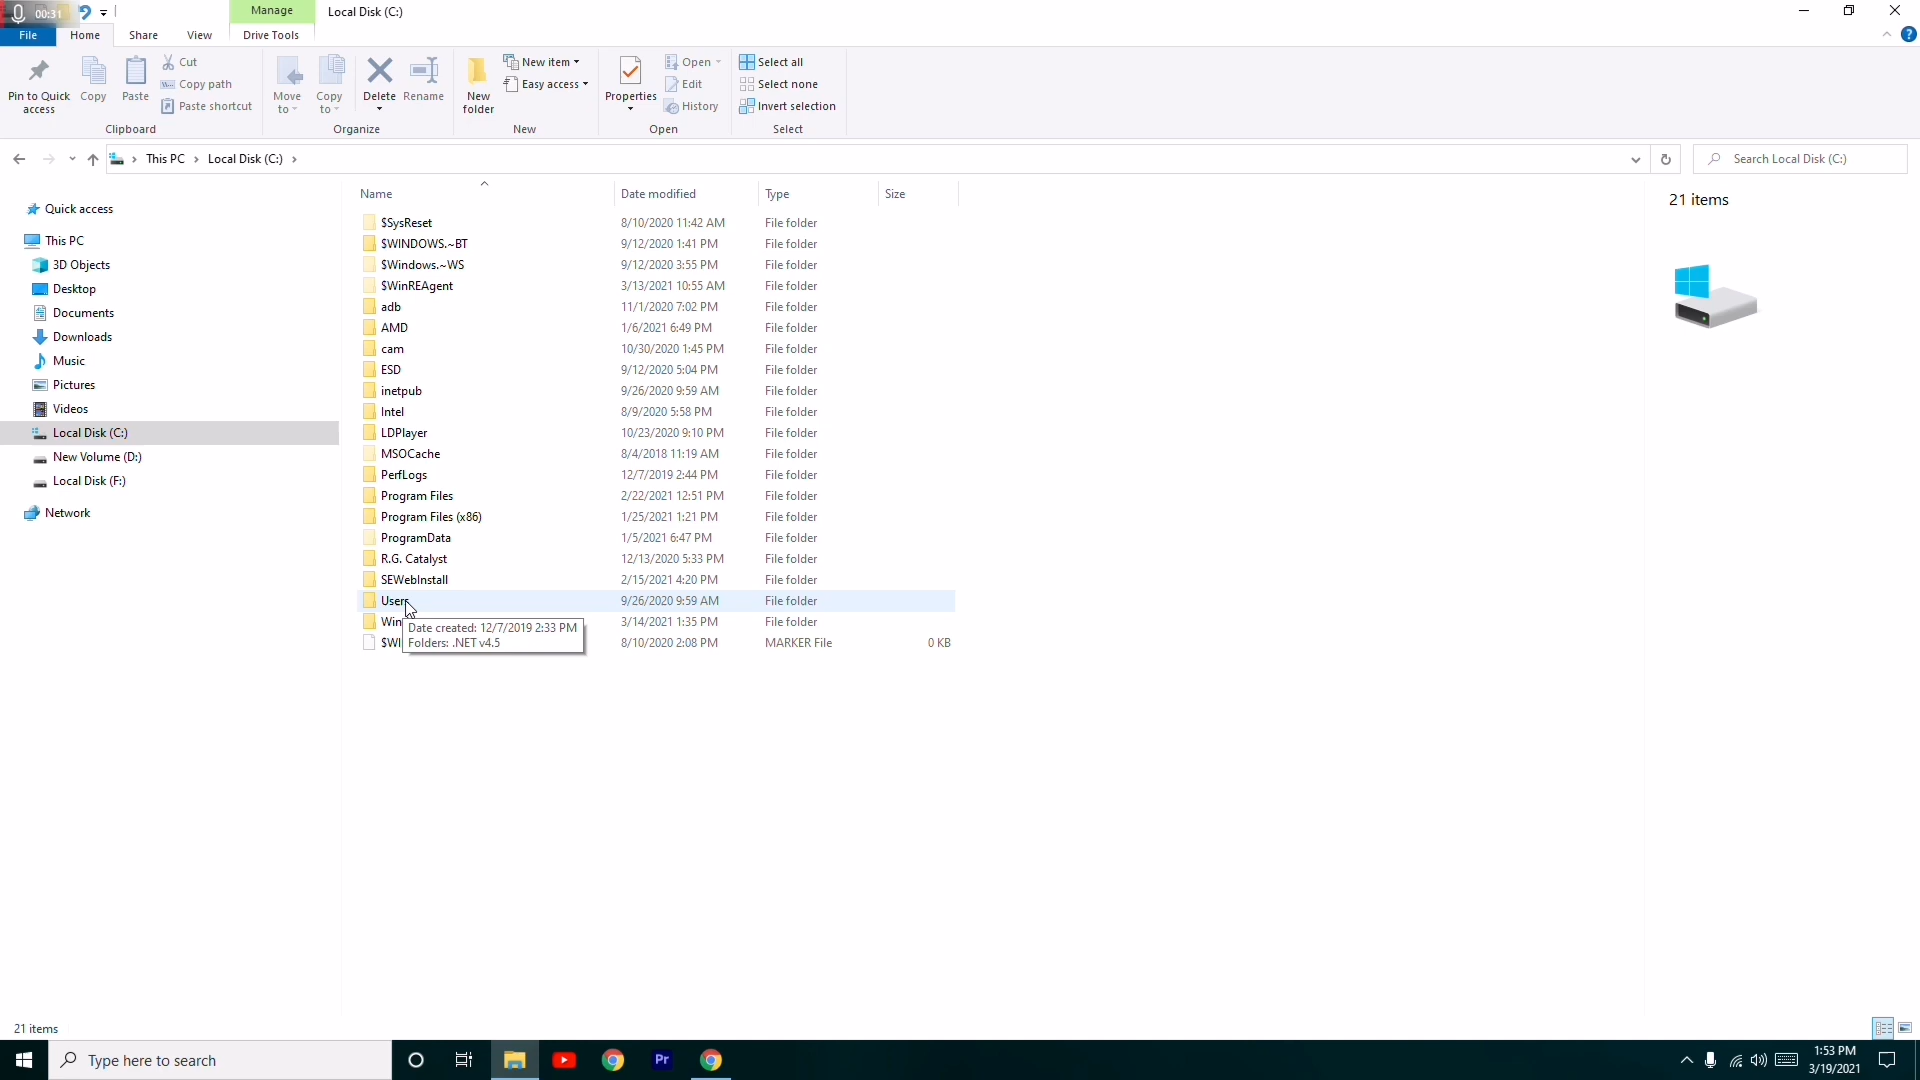 00:31
Manage
Local Disk (C:)
File
Home
Share
View
Drive Tools
?
Pin to Quick access
Copy
Paste
Cut
Copy path
Paste shortcut
Clipboard
Move to
Copy to
Delete
Rename
Organize
New folder
New item
Easy access
New
Properties
Open
Edit
History
Open
Select all
Select none
Invert selection
Select
This PC
Local Disk (C:)
Search Local Disk (C:)
Quick access
This PC
3D Objects
Desktop
Documents
Downloads
Music
Pictures
Videos
Local Disk (C:)
New Volume (D:)
Local Disk (F:)
Network
Name Date modified Type Size
$SysReset 8/10/2020 11:42 AM File folder
$WINDOWS.~BT 9/12/2020 1:41 PM File folder
$Windows.~WS 9/12/2020 3:55 PM File folder
$WinREAgent 3/13/2021 10:55 AM File folder
adb 11/1/2020 7:02 PM File folder
AMD 1/6/2021 6:49 PM File folder
cam 10/30/2020 1:45 PM File folder
ESD 9/12/2020 5:04 PM File folder
inetpub 9/26/2020 9:59 AM File folder
Intel 8/9/2020 5:58 PM File folder
LDPlayer 10/23/2020 9:10 PM File folder
MSOCache 8/4/2018 11:19 AM File folder
PerfLogs 12/7/2019 2:44 PM File folder
Program Files 2/22/2021 12:51 PM File folder
Program Files (x86) 1/25/2021 1:21 PM File folder
ProgramData 1/5/2021 6:47 PM File folder
R.G. Catalyst 12/13/2020 5:33 PM File folder
SEWebInstall 2/15/2021 4:20 PM File folder
Users 9/26/2020 9:59 AM File folder
Win 3/14/2021 1:35 PM File folder
$WI 8/10/2020 2:08 PM MARKER File 0 KB
Date created: 12/7/2019 2:33 PM
Folders: .NET v4.5
21 items
21 items
Type here to search
Pr
1:53 PM
3/19/2021